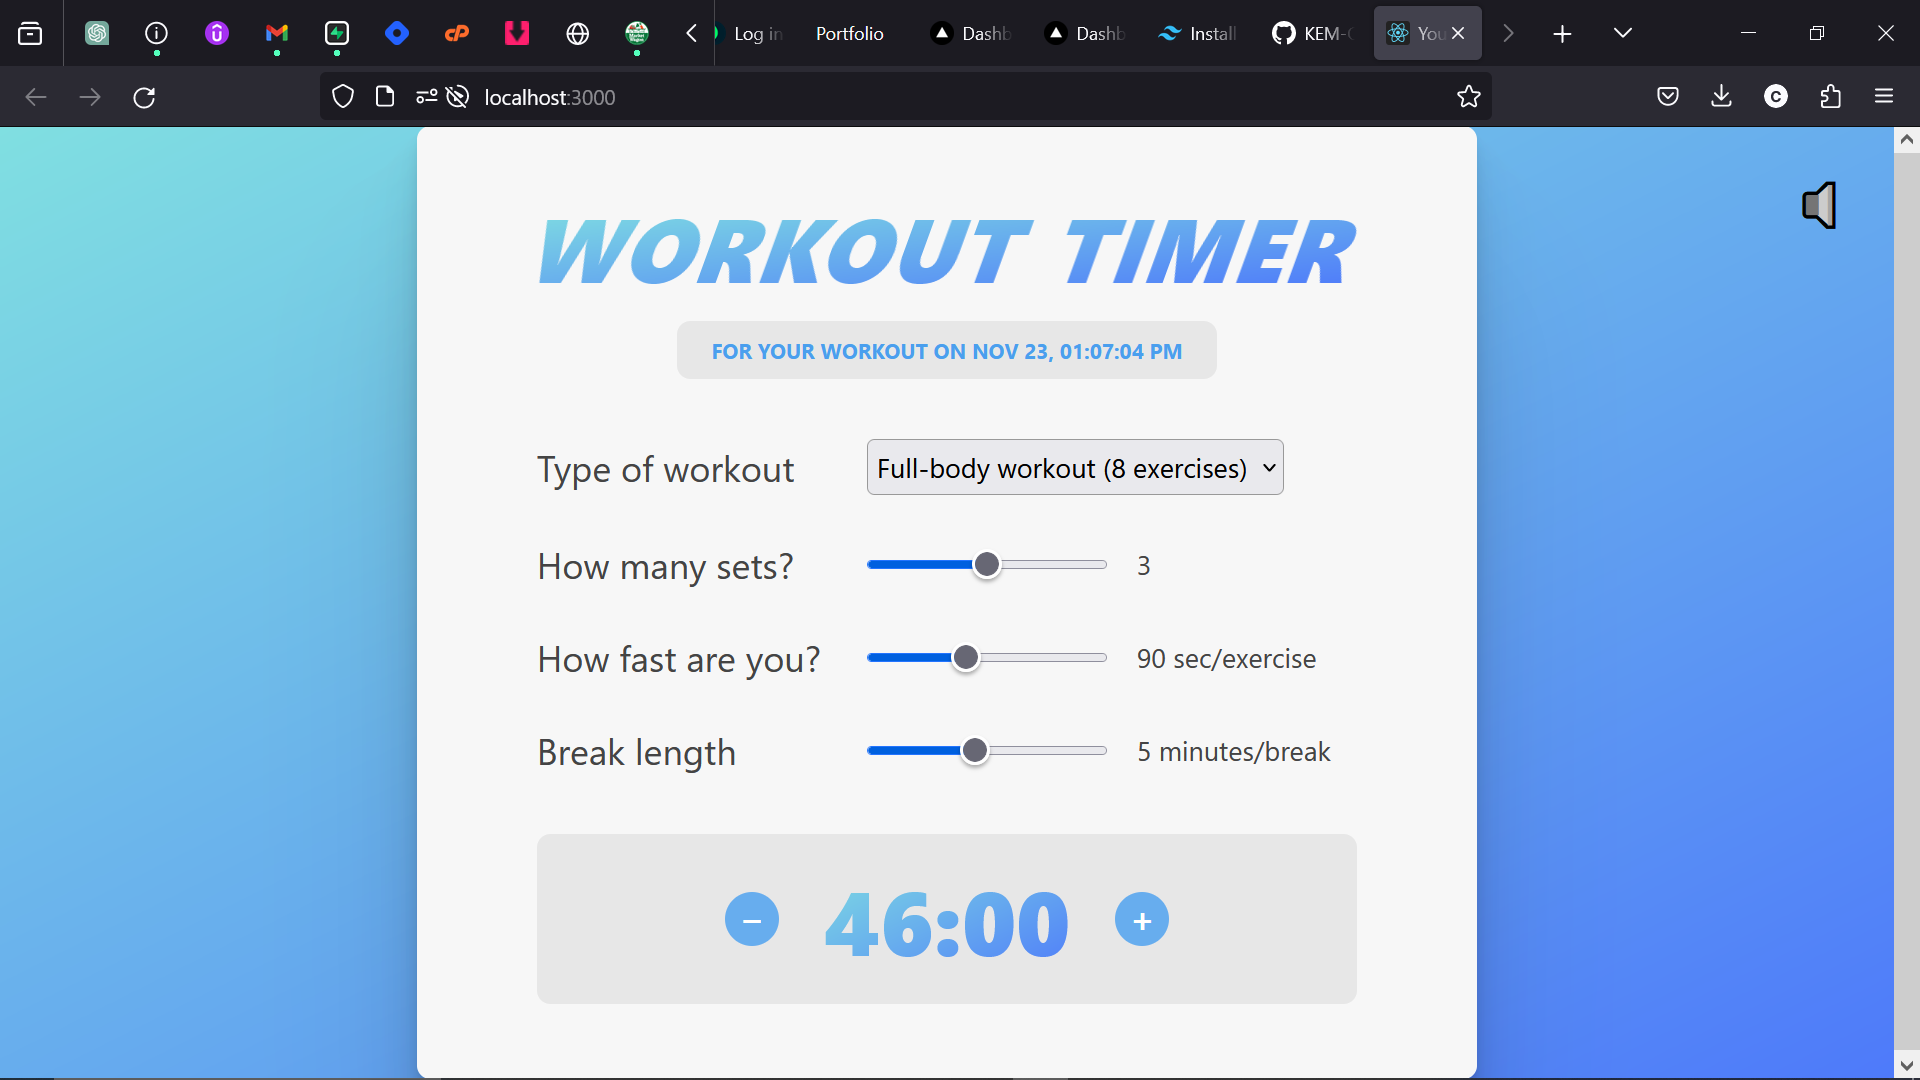 Log in
Portfolio
Dashb
Dashb
Install
KEM-C
You
localhost:3000
C
WORKOUT TIMER
FOR YOUR WORKOUT ON NOV 23, 01:07:04 PM
Type of workout
Full-body workout (8 exercises)
How many sets?
3
How fast are you?
90 sec/exercise
Break length
5 minutes/break
– 46:00 +